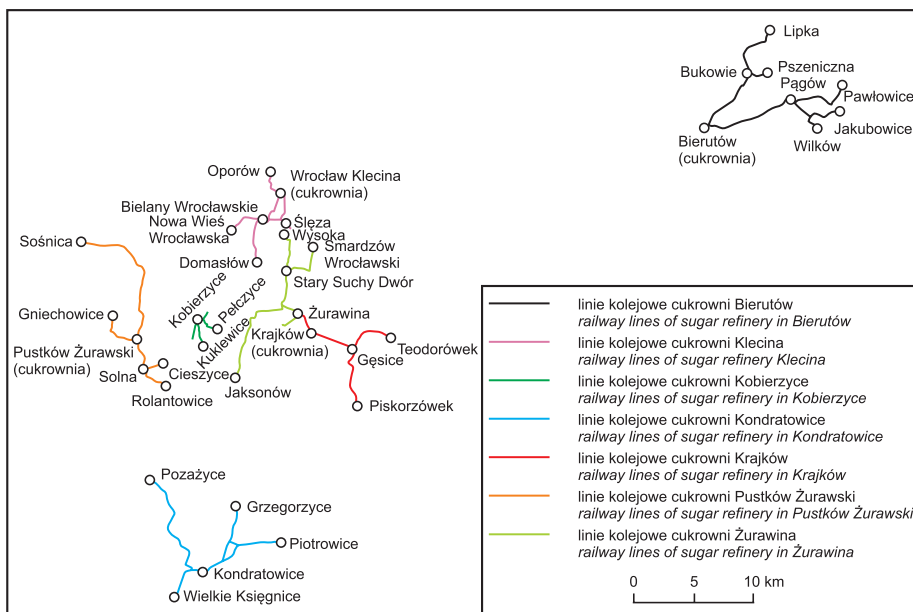 Lipka
Bukowie
Pszeniczna
Pągów
Pawłowice
Jakubowice
Bierutów
(cukrownia)
Wilków
Oporów
Wrocław Klecina
(cukrownia)
Bielany Wrocławskie
Nowa Wieś
Wrocławska
Ślęza
Wysoka
Sośnica
Smardzów
Wrocławski
Domasłów
Stary Suchy Dwór
Kobierzyce
Pełczyce
Kuklewice
Gniechowice
Żurawina
Krajków
(cukrownia)
Teodorówek
Gęsice
Pustków Żurawski
(cukrownia)
Solna
Cieszyce
Rolantowice
Jaksonów
Piskorzówek
Pozażyce
Grzegorzyce
Piotrowice
Kondratowice
Wielkie Księgnice
linie kolejowe cukrowni Bierutów
railway lines of sugar refinery in Bierutów
linie kolejowe cukrowni Klecina
railway lines of sugar refinery Klecina
linie kolejowe cukrowni Kobierzyce
railway lines of sugar refinery in Kobierzyce
linie kolejowe cukrowni Kondratowice
railway lines of sugar refinery in Kondratowice
linie kolejowe cukrowni Krajków
railway lines of sugar refinery in Krajków
linie kolejowe cukrowni Pustków Żurawski
railway lines of sugar refinery in Pustków Żurawski
linie kolejowe cukrowni Żurawina
railway lines of sugar refinery in Żurawina
0 5 10 km